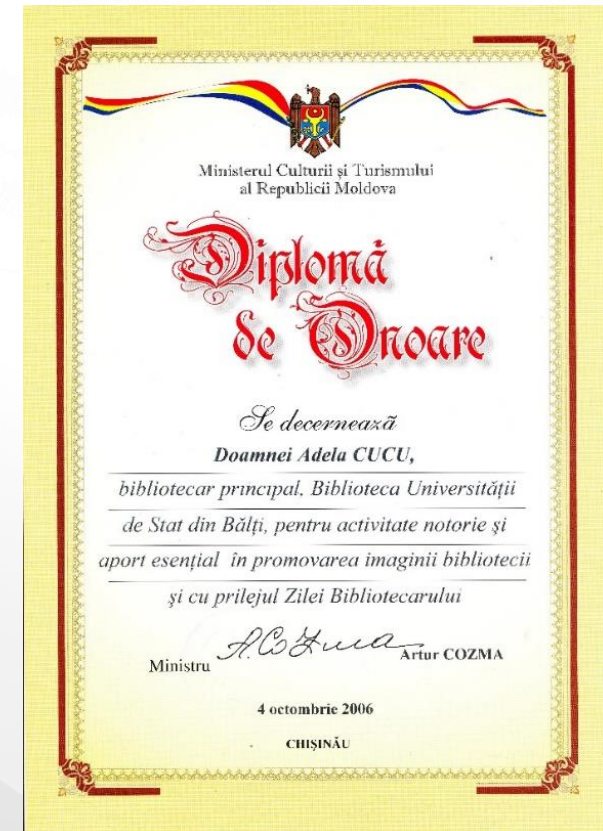 Ministerul Culturii şi Turismului
al Republicii Moldova
Diplomă
de Onoare
Se decernează
Doamnei Adela CUCU,
bibliotecar principal, Biblioteca Universităţii
de Stat din Bălţi, pentru activitate notorie şi
aport esenţial în promovarea imaginii bibliotecii
şi cu prilejul Zilei Bibliotecarului
A. Cozma
Ministru Artur COZMA
4 octombrie 2006
CHIŞINĂU